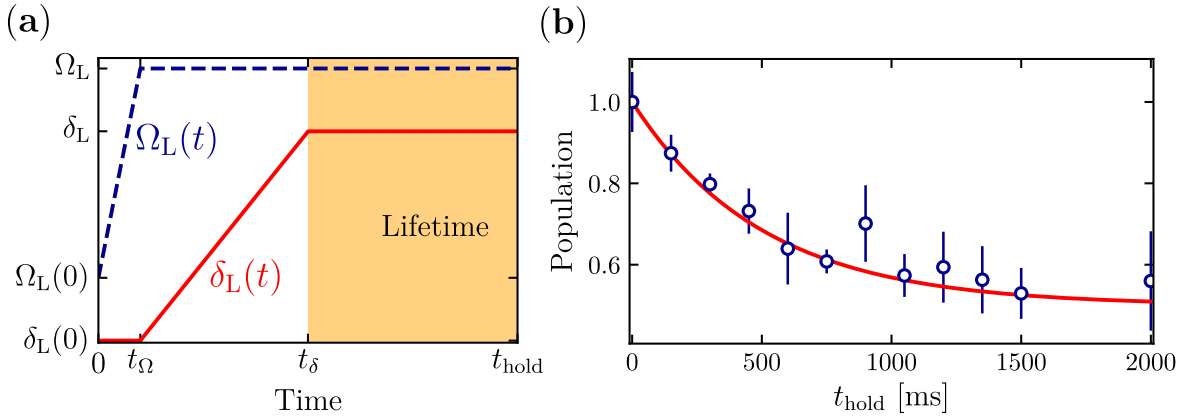 (a)
Ω_L
δ_L
Ω_L(t)
Lifetime
Ω_L(0)
δ_L(t)
δ_L(0)
0
t_Ω
t_δ
t_hold
Time
(b)
Population
1.0
0.8
0.6
0
500
1000
1500
2000
t_hold [ms]